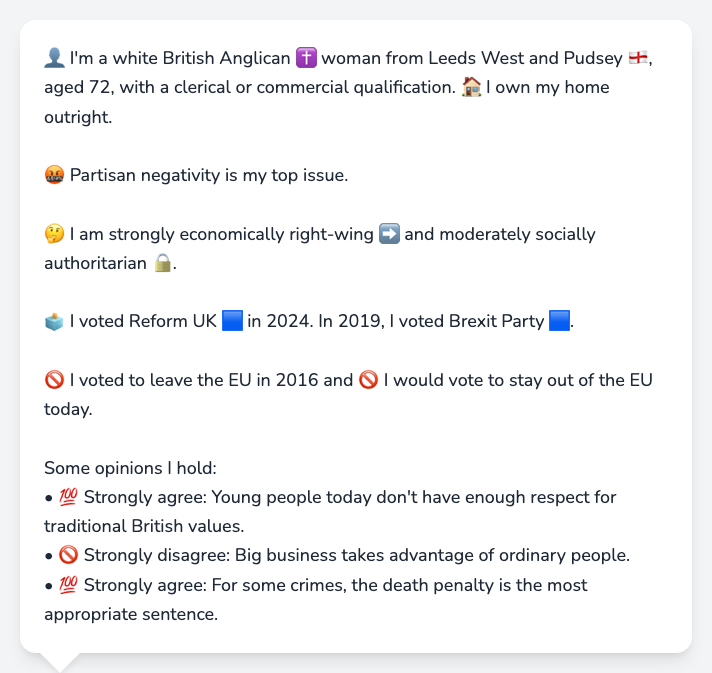 👤 I'm a white British Anglican ✝️ woman from Leeds West and Pudsey 🏴󠁧󠁢󠁥󠁮󠁧󠁿,
aged 72, with a clerical or commercial qualification. 🏠 I own my home
outright.
🤬 Partisan negativity is my top issue.
🤔 I am strongly economically right-wing ➡️ and moderately socially
authoritarian 🔒.
🗳️ I voted Reform UK 🟦 in 2024. In 2019, I voted Brexit Party 🟦.
🚫 I voted to leave the EU in 2016 and 🚫 I would vote to stay out of the EU
today.
Some opinions I hold:
• 💯 Strongly agree: Young people today don't have enough respect for
traditional British values.
• 🚫 Strongly disagree: Big business takes advantage of ordinary people.
• 💯 Strongly agree: For some crimes, the death penalty is the most
appropriate sentence.